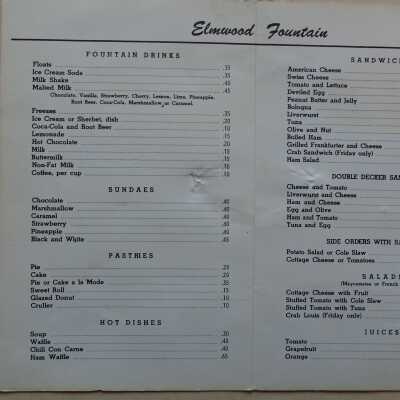 Elmwood Fountain
FOUNTAIN DRINKS
Floats .35
Ice Cream Soda .35
Milk Shake .40
Malted Milk .45
Chocolate, Vanilla, Strawberry, Cherry, Lemon, Lime, Pineapple,
Root Beer, Coca-Cola, Marshmallow or Caramel.
Freezes .35
Ice Cream or Sherbet, dish .20
Coca-Cola and Root Beer .10
Lemonade .15
Hot Chocolate .20
Milk .15
Buttermilk .15
Non-Fat Milk .10
Coffee, per cup .10
SUNDAES
Chocolate .40
Marshmallow .40
Caramel .40
Strawberry .40
Pineapple .40
Black and White .45
PASTRIES
Pie .25
Cake .20
Pie or Cake a la Mode .35
Sweet Roll .15
Glazed Donut .10
Cruller .10
HOT DISHES
Soup .30
Waffle .45
Chili Con Carne .45
Ham Waffle .65
SANDWIC
American Cheese
Swiss Cheese
Tomato and Lettuce
Deviled Egg
Peanut Butter and Jelly
Bologna
Liverwurst
Tuna
Olive and Nut
Boiled Ham
Grilled Frankfurter and Cheese
Crab Sandwich (Friday only)
Ham Salad
DOUBLE DECKER SAN
Cheese and Tomato
Liverwurst and Cheese
Ham and Cheese
Egg and Olive
Ham and Tomato
Tuna and Egg
SIDE ORDERS WITH SA
Potato Salad or Cole Slaw
Cottage Cheese or Tomatoes
SALAD
(Mayonnaise or French
Cottage Cheese with Fruit
Stuffed Tomato with Cole Slaw
Stuffed Tomato with Tuna
Crab Louis (Friday only)
JUICES
Tomato
Grapefruit
Orange